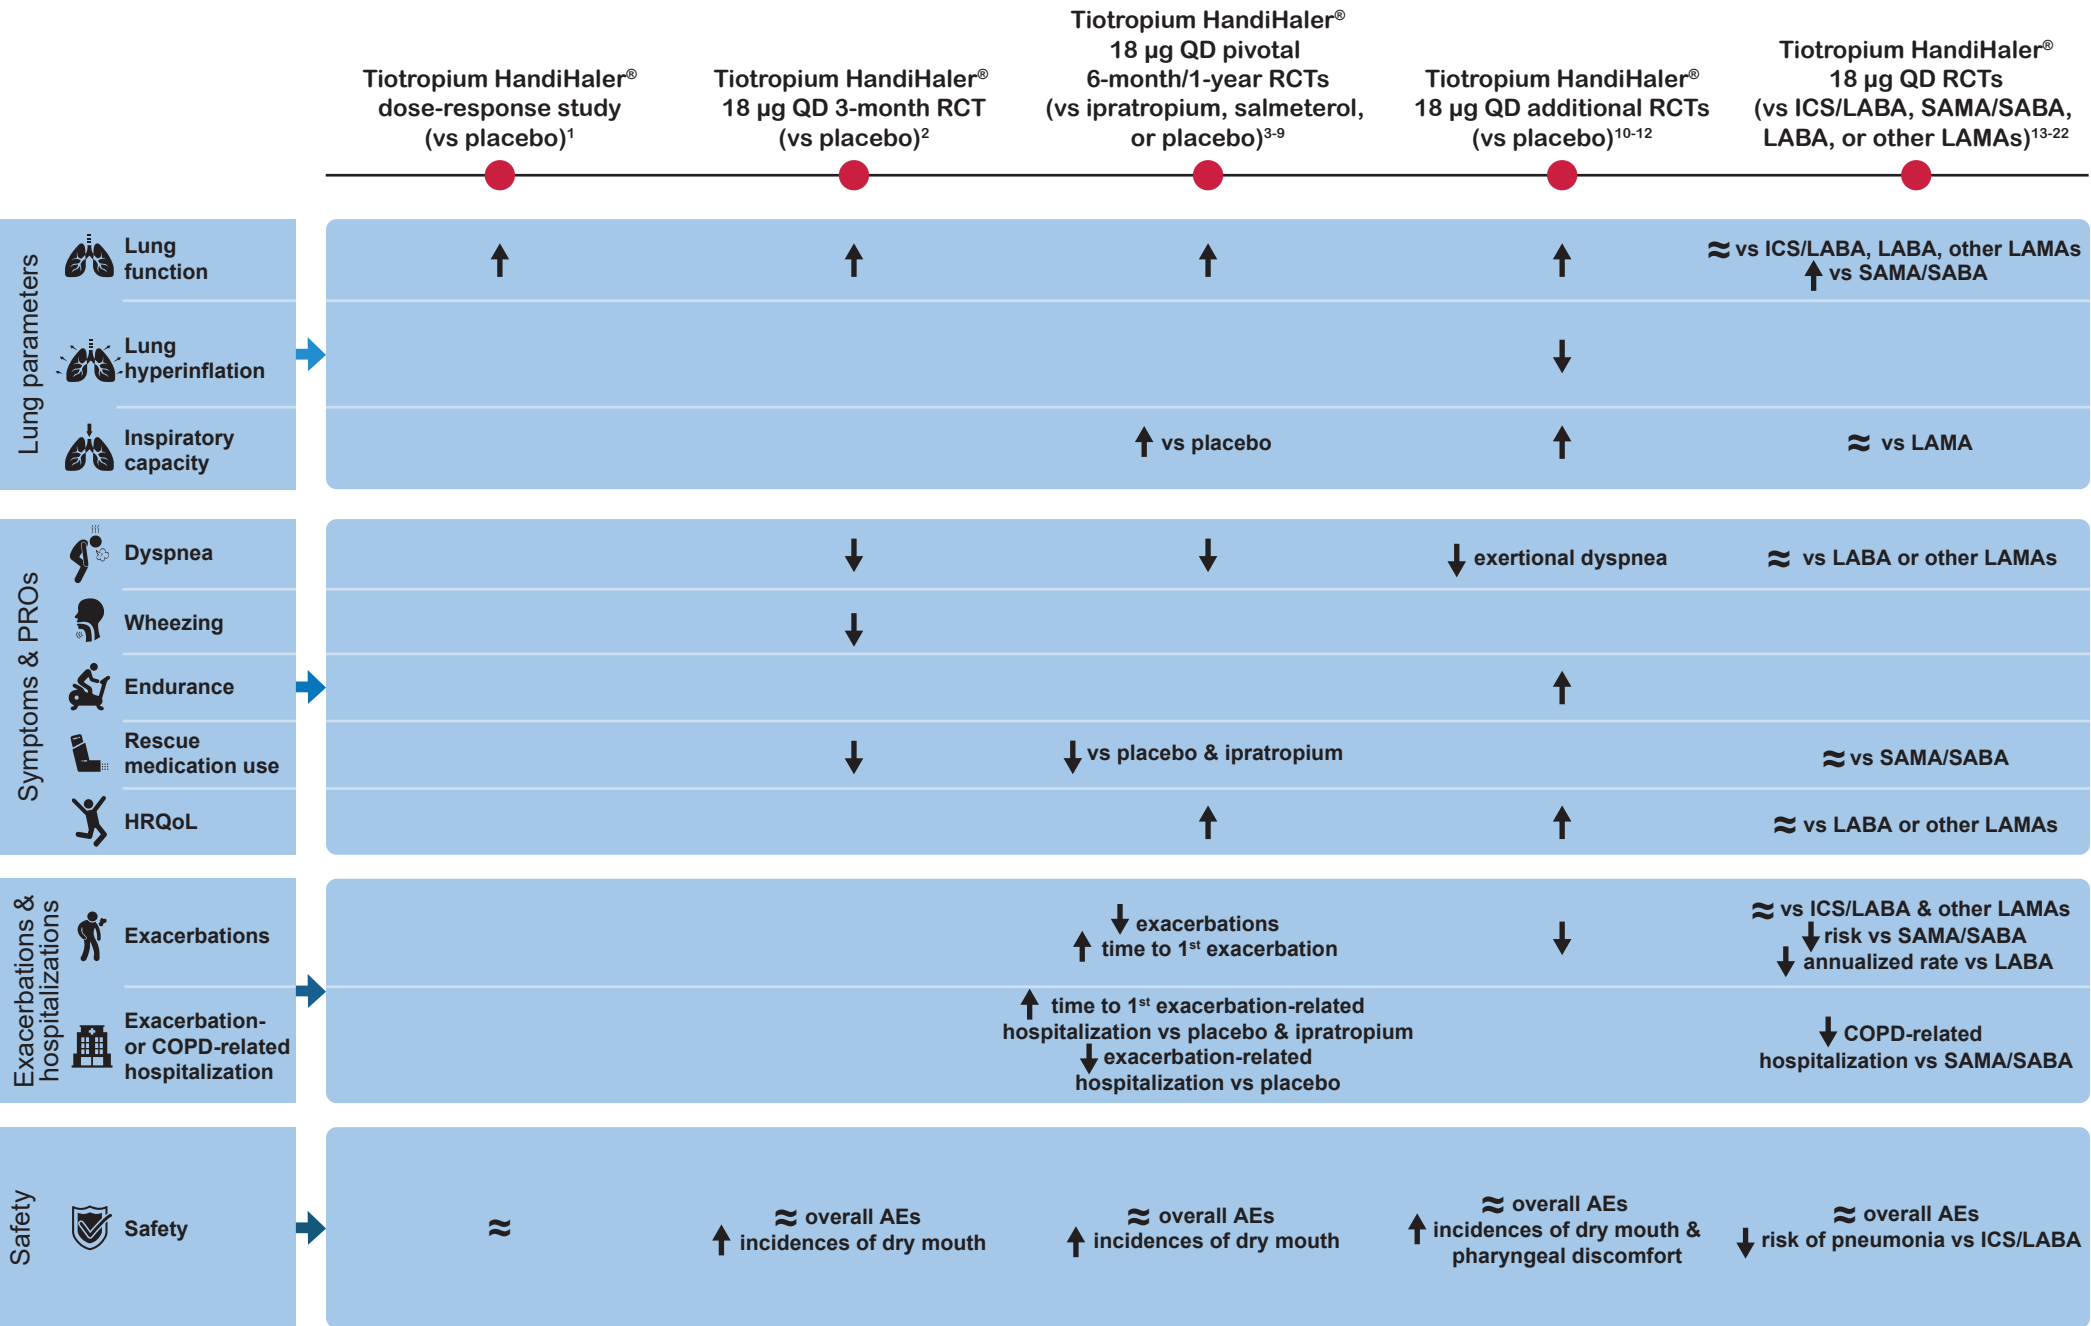 Tiotropium HandiHaler®
dose-response study
(vs placebo)1
Tiotropium HandiHaler®
18 µg QD 3-month RCT
(vs placebo)2
Tiotropium HandiHaler®
18 µg QD pivotal
6-month/1-year RCTs
(vs ipratropium, salmeterol,
or placebo)3-9
Tiotropium HandiHaler®
18 µg QD additional RCTs
(vs placebo)10-12
Tiotropium HandiHaler®
18 µg QD RCTs
(vs ICS/LABA, SAMA/SABA,
LABA, or other LAMAs)13-22
Lung parameters
Lung
function
↑
↑
↑
↑
≈ vs ICS/LABA, LABA, other LAMAs
↑ vs SAMA/SABA
Lung
hyperinflation
↓
Inspiratory
capacity
↑ vs placebo
↑
≈ vs LAMA
Symptoms & PROs
Dyspnea
↓
↓
↓ exertional dyspnea
≈ vs LABA or other LAMAs
Wheezing
↓
Endurance
↑
Rescue
medication use
↓
↓ vs placebo & ipratropium
≈ vs SAMA/SABA
HRQoL
↑
↑
≈ vs LABA or other LAMAs
Exacerbations &
hospitalizations
Exacerbations
↓ exacerbations
↑ time to 1st exacerbation
↓
≈ vs ICS/LABA & other LAMAs
↓ risk vs SAMA/SABA
↓ annualized rate vs LABA
Exacerbation-
or COPD-related
hospitalization
↑ time to 1st exacerbation-related
hospitalization vs placebo & ipratropium
↓ exacerbation-related
hospitalization vs placebo
↓ COPD-related
hospitalization vs SAMA/SABA
Safety
Safety
≈
≈ overall AEs
↑ incidences of dry mouth
≈ overall AEs
↑ incidences of dry mouth
≈ overall AEs
↑ incidences of dry mouth &
pharyngeal discomfort
≈ overall AEs
↓ risk of pneumonia vs ICS/LABA